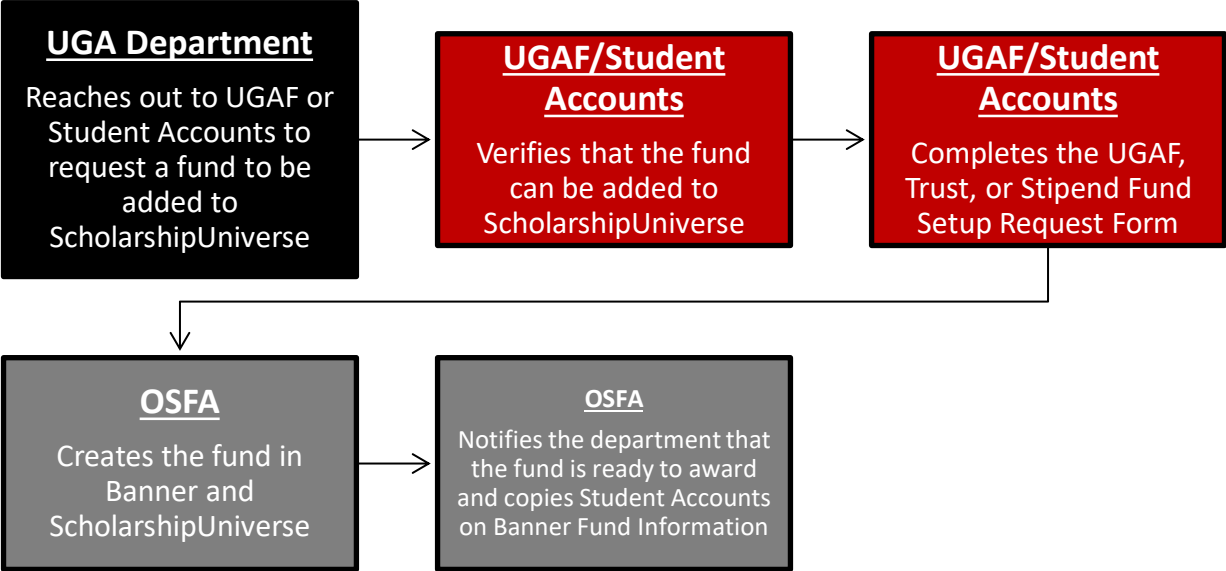 UGA Department
Reaches out to UGAF or
Student Accounts to
request a fund to be
added to
ScholarshipUniverse
UGAF/Student
Accounts
Verifies that the fund
can be added to
ScholarshipUniverse
UGAF/Student
Accounts
Completes the UGAF,
Trust, or Stipend Fund
Setup Request Form
OSFA
Creates the fund in
Banner and
ScholarshipUniverse
OSFA
Notifies the department that
the fund is ready to award
and copies Student Accounts
on Banner Fund Information